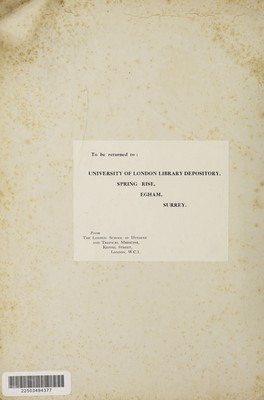 To be returned to:
UNIVERSITY OF LONDON LIBRARY DEPOSITORY,
SPRING RISE,
EGHAM,
SURREY.
From
The London School of Hygiene
and Tropical Medicine,
Keppel Street,
London, W.C.1
22503494377